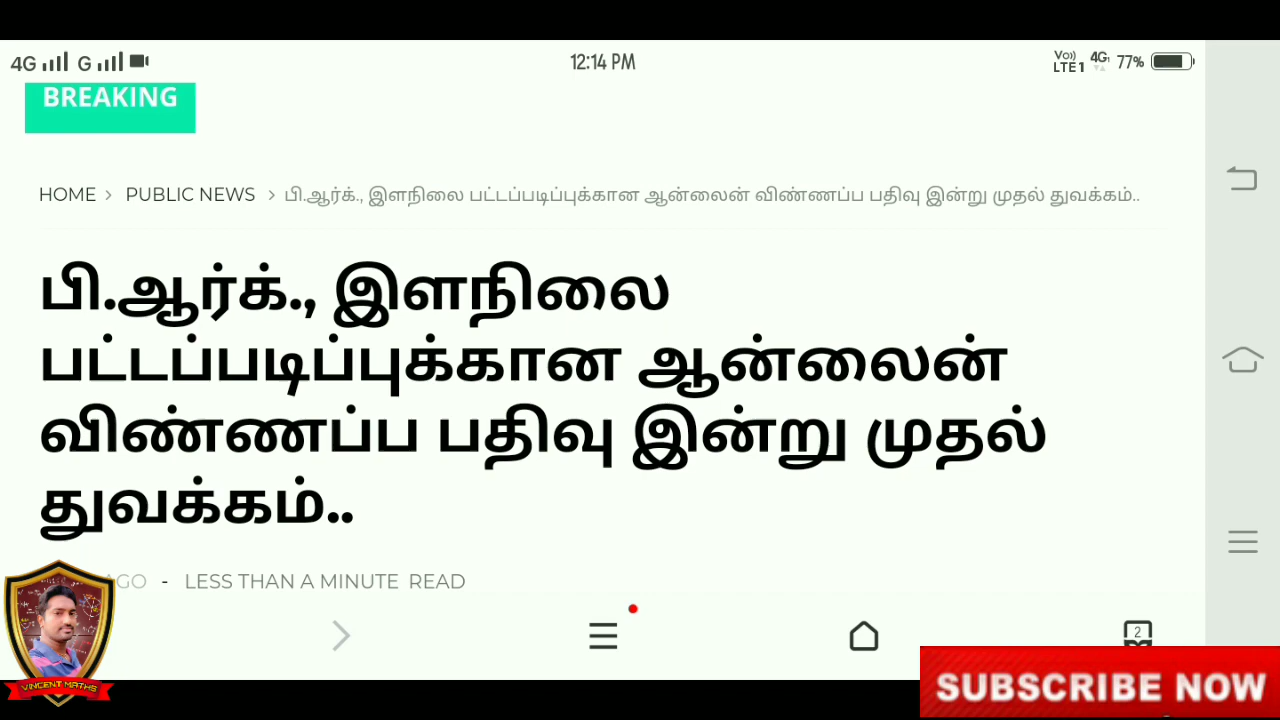 4G G 12:14 PM Vo)) LTE1 4G 77%
BREAKING
HOME > PUBLIC NEWS > பி.ஆர்க்., இளநிலை பட்டப்படிப்புக்கான ஆன்லைன் விண்ணப்ப பதிவு இன்று முதல் துவக்கம்..
பி.ஆர்க்., இளநிலை
பட்டப்படிப்புக்கான ஆன்லைன்
விண்ணப்ப பதிவு இன்று முதல்
துவக்கம்..
AGO - LESS THAN A MINUTE READ
2
VINCENT MATHS
SUBSCRIBE NOW